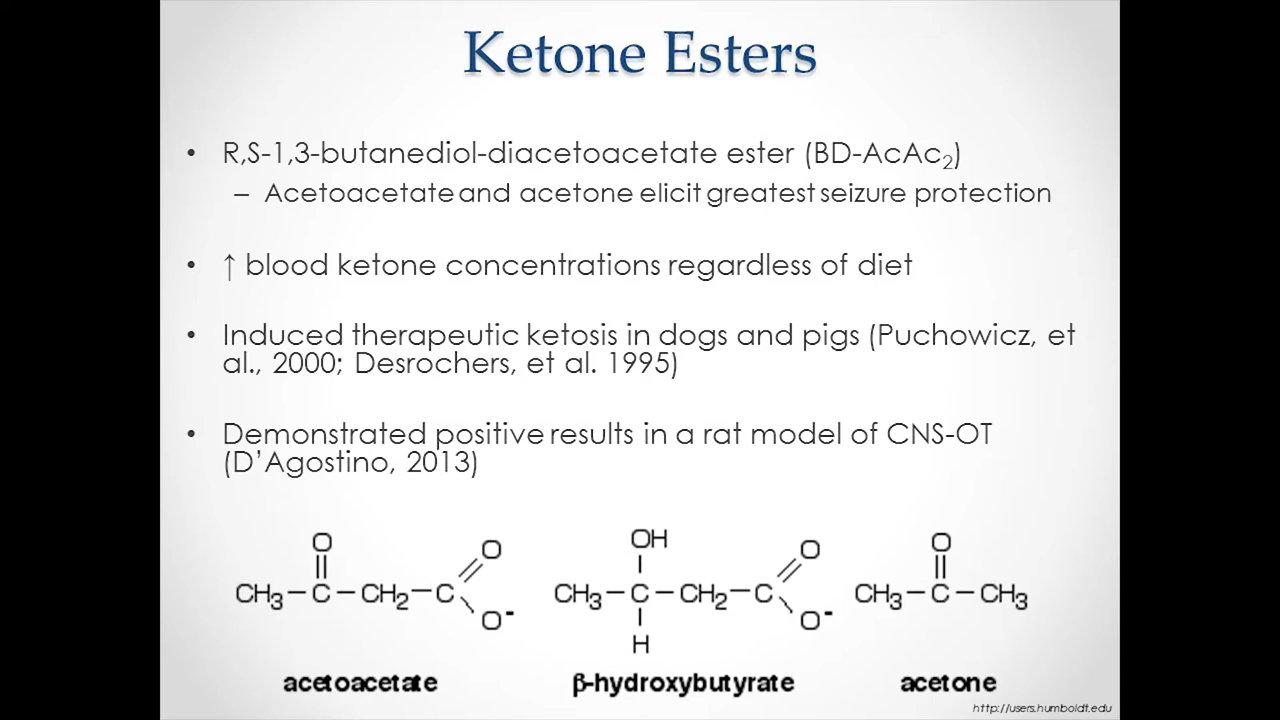 Ketone Esters
• R,S-1,3-butanediol-diacetoacetate ester (BD-AcAc2)
– Acetoacetate and acetone elicit greatest seizure protection
• ↑ blood ketone concentrations regardless of diet
• Induced therapeutic ketosis in dogs and pigs (Puchowicz, et
al., 2000; Desrochers, et al. 1995)
• Demonstrated positive results in a rat model of CNS-OT
(D’Agostino, 2013)
O O OH O O
CH3–C–CH2–C CH3–C–CH2–C CH3–C–CH3
O- H O-
acetoacetate β-hydroxybutyrate acetone
http://users.humboldt.edu